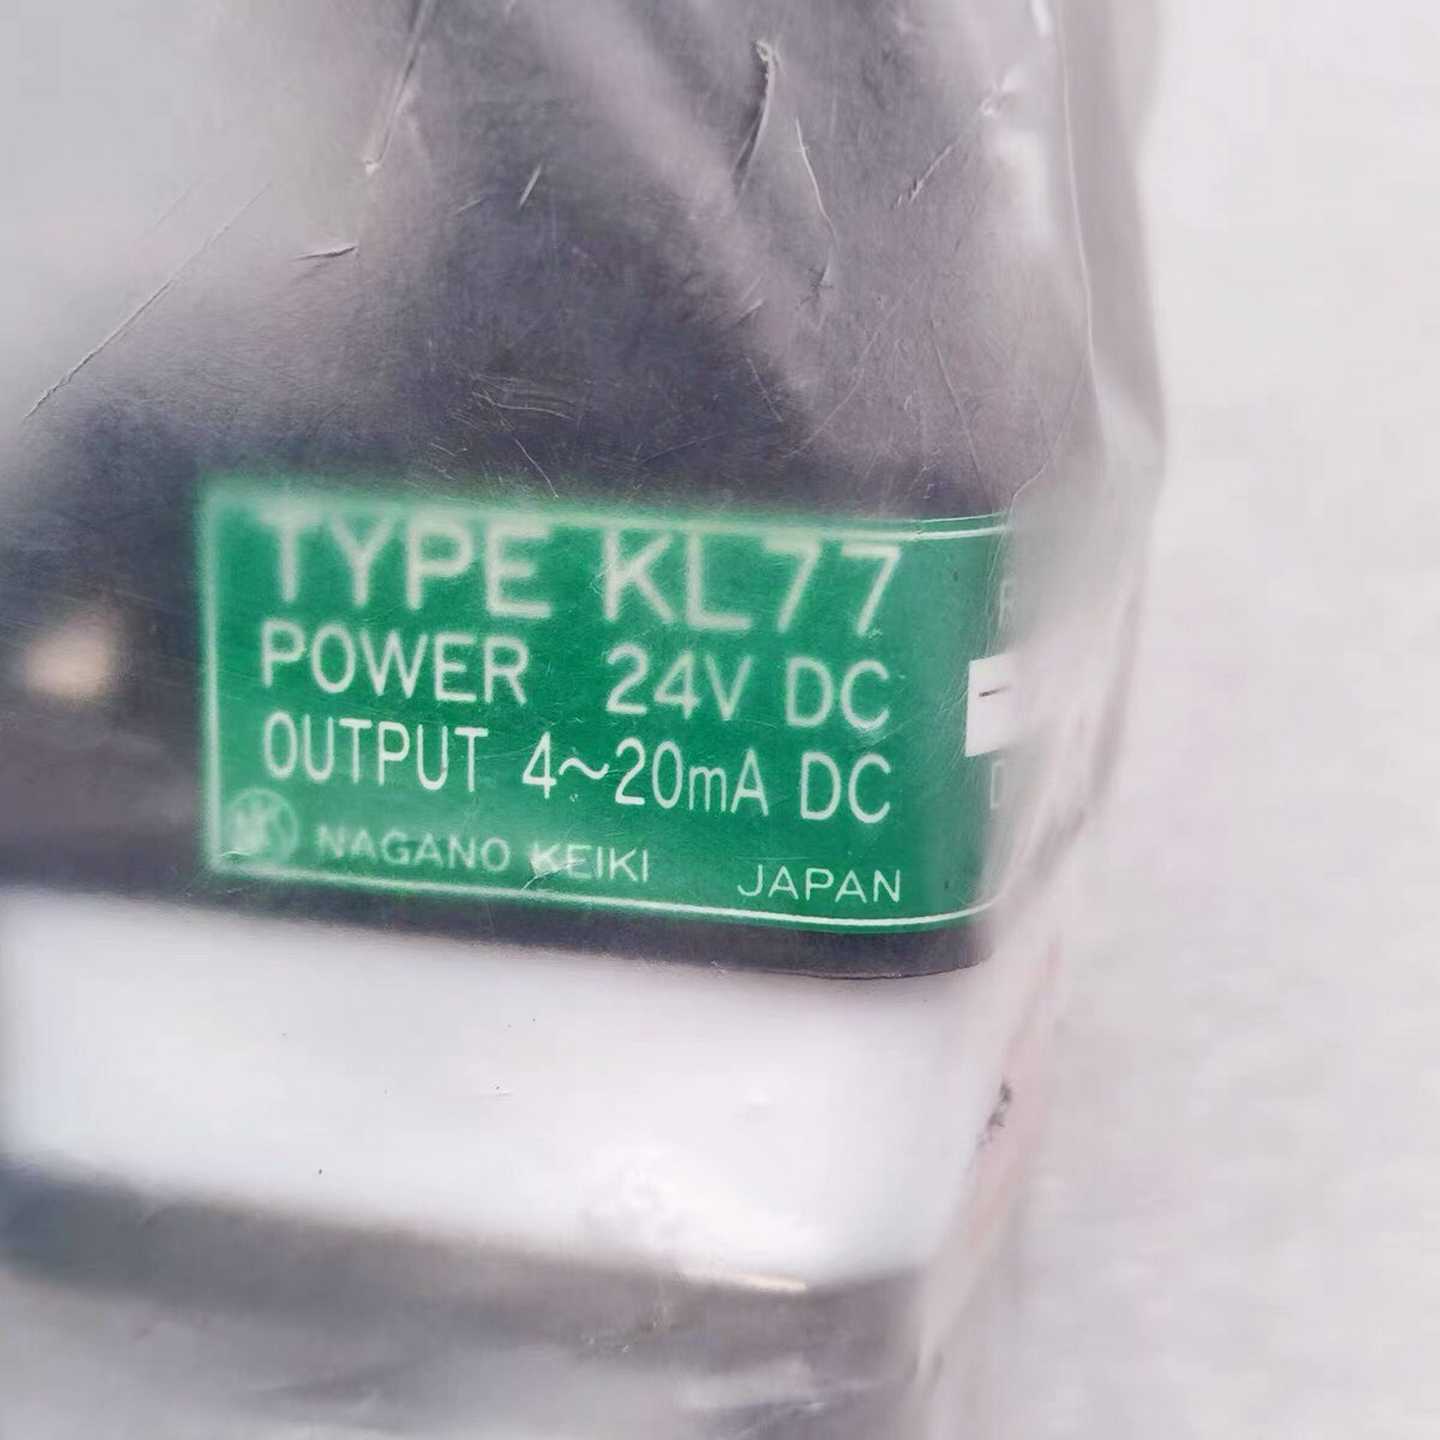 TYPE KL77
POWER 24V DC
OUTPUT 4~20mA DC
NAGANO KEIKI JAPAN